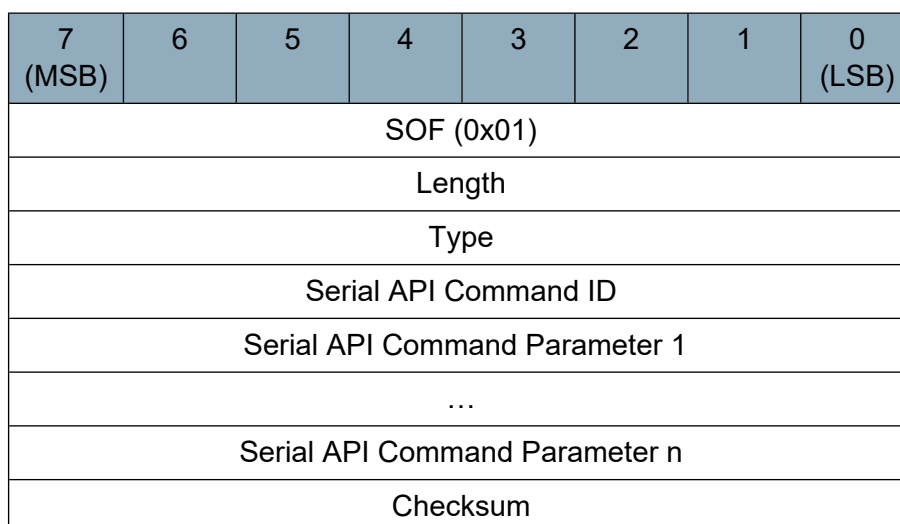 7 6 5 4 3 2 1 0
(MSB) (LSB)
SOF (0x01)
Length
Type
Serial API Command ID
Serial API Command Parameter 1
…
Serial API Command Parameter n
Checksum